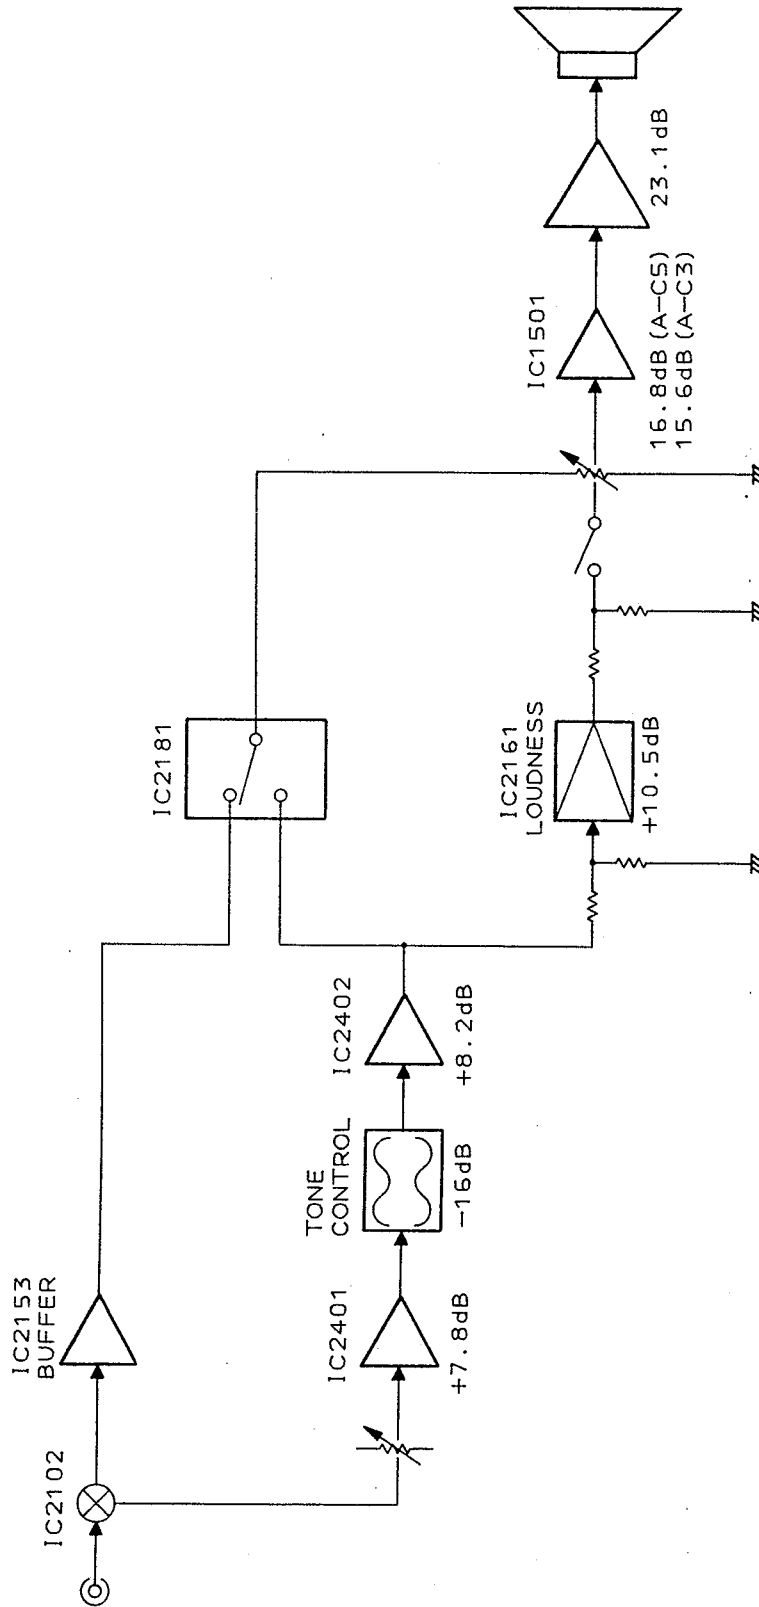 IC2102
IC2153
BUFFER
IC2401
+7.8dB
TONE
CONTROL
-16dB
IC2402
+8.2dB
IC2181
IC2161
LOUDNESS
+10.5dB
IC1501
16.8dB(A-C5)
15.6dB(A-C3)
23.1dB